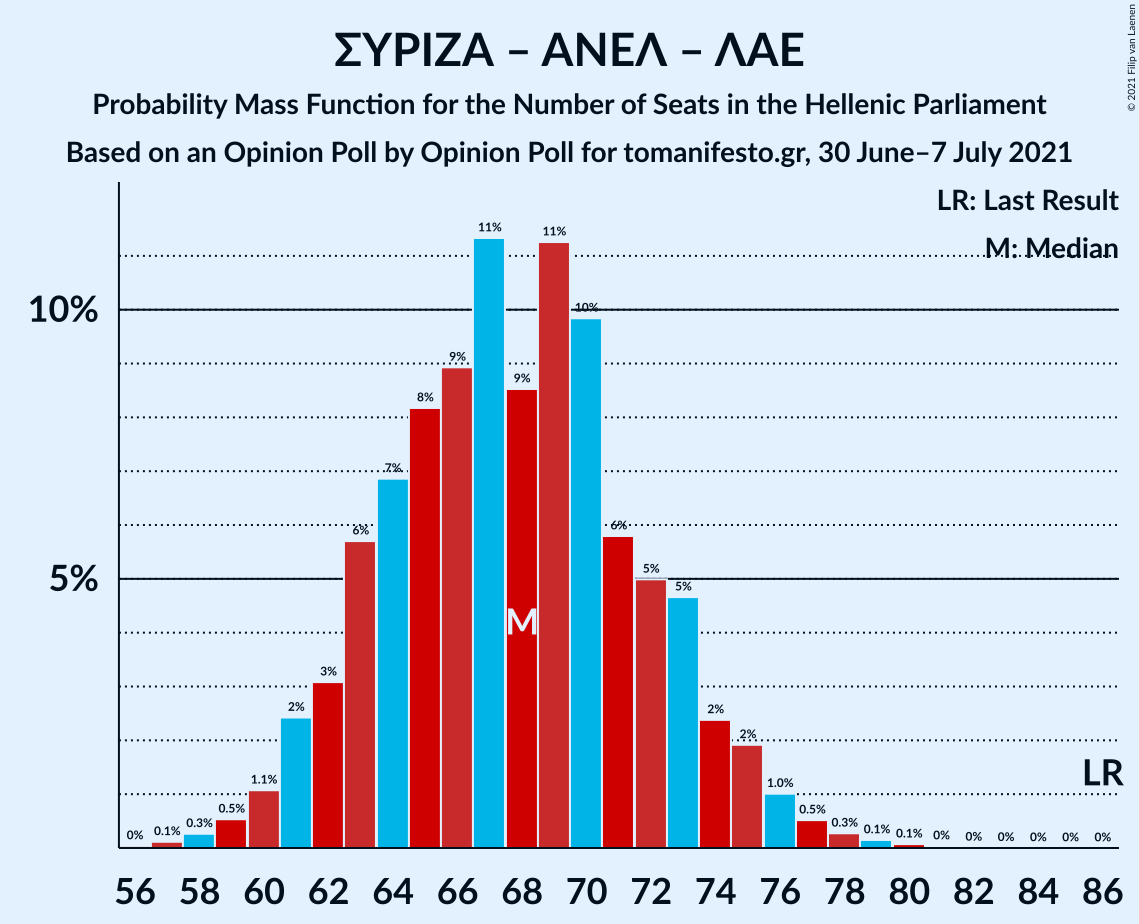 ΣΥΡΙΖΑ – ΑΝΕΛ – ΛΑΕ
Probability Mass Function for the Number of Seats in the Hellenic Parliament
Based on an Opinion Poll by Opinion Poll for tomanifesto.gr, 30 June–7 July 2021
© 2021 Filip van Laenen
LR: Last Result
M: Median
10%
5%
0% 0.1% 0.3% 0.5% 1.1% 2% 3% 6% 7% 8% 9% 11% 9% 11% 10% 6% 5% 5% 2% 2% 1.0% 0.5% 0.3% 0.1% 0.1% 0% 0% 0% 0% 0% 0%
M
LR
56 58 60 62 64 66 68 70 72 74 76 78 80 82 84 86